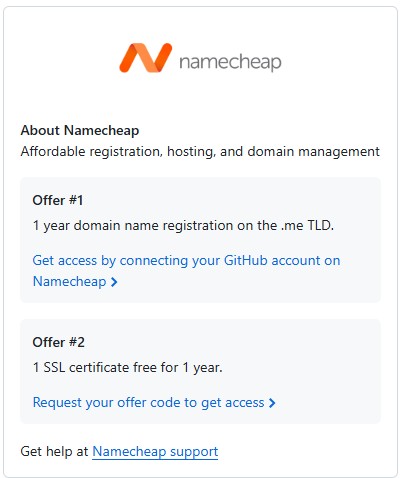 namecheap
About Namecheap
Affordable registration, hosting, and domain management
Offer #1
1 year domain name registration on the .me TLD.
Get access by connecting your GitHub account on
Namecheap
Offer #2
1 SSL certificate free for 1 year.
Request your offer code to get access
Get help at Namecheap support